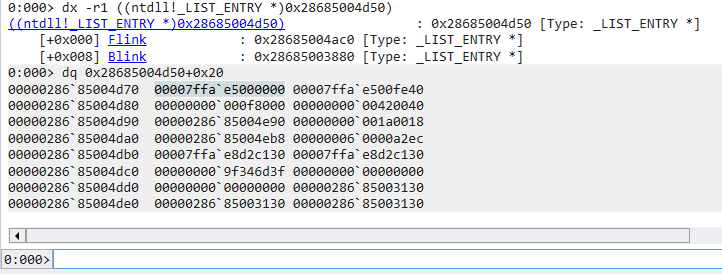 0:000> dx -r1 ((ntdll!_LIST_ENTRY *)0x28685004d50)
((ntdll!_LIST_ENTRY *)0x28685004d50) : 0x28685004d50 [Type: _LIST_ENTRY *]
[+0x000] Flink : 0x28685004ac0 [Type: _LIST_ENTRY *]
[+0x008] Blink : 0x28685003880 [Type: _LIST_ENTRY *]
0:000> dq 0x28685004d50+0x20
00000286`85004d70 00007ffa`e5000000 00007ffa`e500fe40
00000286`85004d80 00000000`000f8000 00000000`00420040
00000286`85004d90 00000286`85004e90 00000000`001a0018
00000286`85004da0 00000286`85004eb8 00000006`0000a2ec
00000286`85004db0 00007ffa`e8d2c130 00007ffa`e8d2c130
00000286`85004dc0 00000000`9f346d3f 00000000`00000000
00000286`85004dd0 00000000`00000000 00000286`85003130
00000286`85004de0 00000286`85003130 00000286`85003130
0:000>